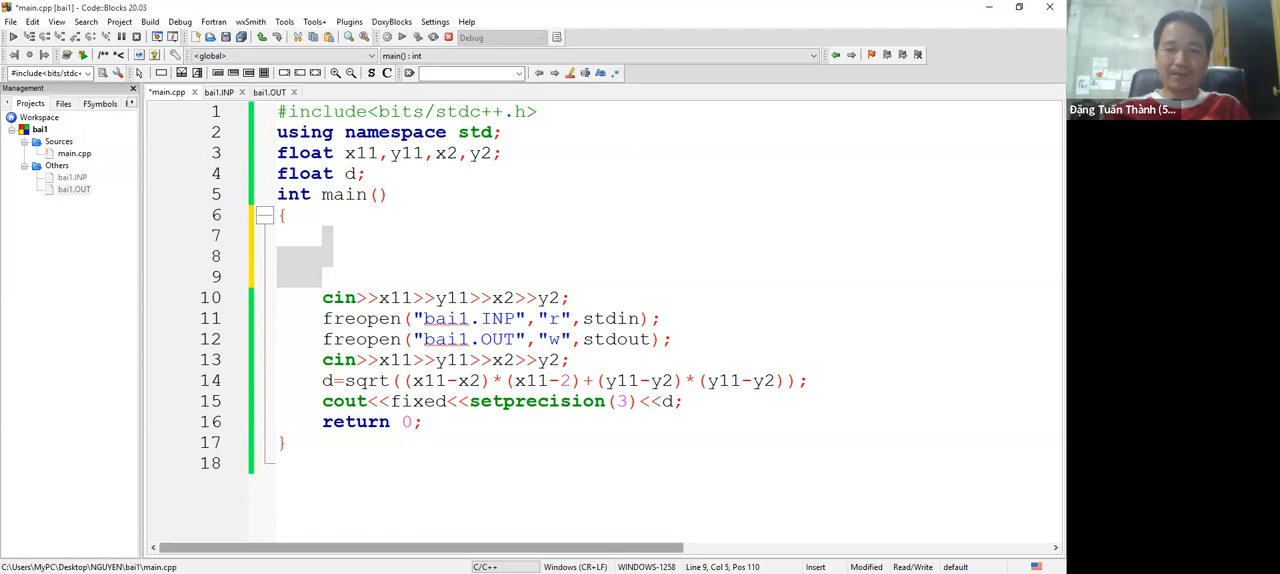 *main.cpp [bai1] - Code::Blocks 20.03
File Edit View Search Project Build Debug Fortran wxSmith Tools Tools+ Plugins DoxyBlocks Settings Help
Debug
<global> main() : int
#include<bits/stdc
Management
Projects Files FSymbols
Workspace
bai1
Sources
main.cpp
Others
bai1.INP
bai1.OUT
*main.cpp bai1.INP bai1.OUT
1 #include<bits/stdc++.h>
2 using namespace std;
3 float x11,y11,x2,y2;
4 float d;
5 int main()
6 {
7
8
9
10 cin>>x11>>y11>>x2>>y2;
11 freopen("bai1.INP","r",stdin);
12 freopen("bai1.OUT","w",stdout);
13 cin>>x11>>y11>>x2>>y2;
14 d=sqrt((x11-x2)*(x11-2)+(y11-y2)*(y11-y2));
15 cout<<fixed<<setprecision(3)<<d;
16 return 0;
17 }
18
C:\Users\MyPC\Desktop\NGUYEN\bai1\main.cpp C/C++ Windows (CR+LF) WINDOWS-1258 Line 9, Col 5, Pos 110 Insert Modified Read/Write default
Đặng Tuấn Thành (5...